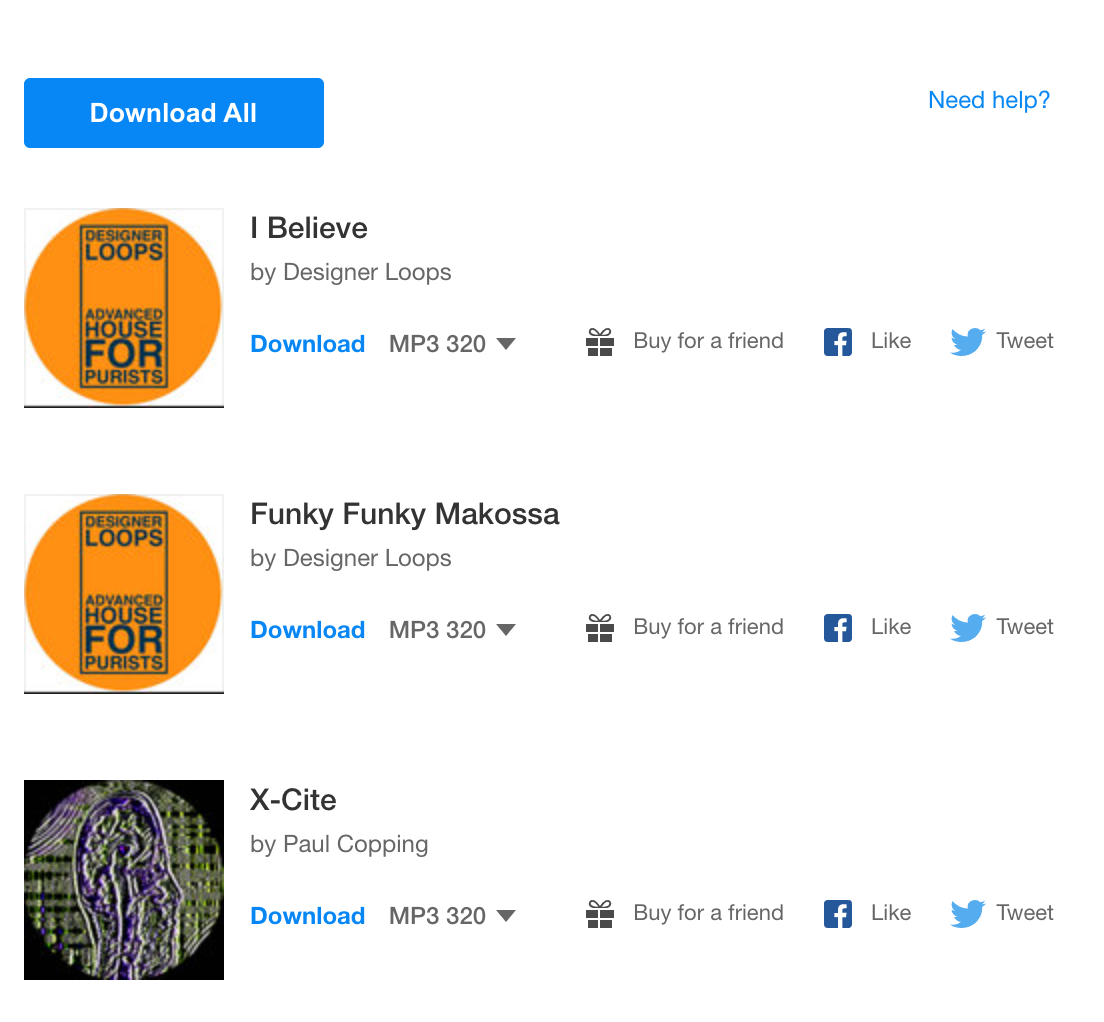 Download All
Need help?
DESIGNER
LOOPS
ADVANCED
HOUSE
FOR
PURISTS
I Believe
by Designer Loops
Download MP3 320 Buy for a friend Like Tweet
DESIGNER
LOOPS
ADVANCED
HOUSE
FOR
PURISTS
Funky Funky Makossa
by Designer Loops
Download MP3 320 Buy for a friend Like Tweet
X-Cite
by Paul Copping
Download MP3 320 Buy for a friend Like Tweet